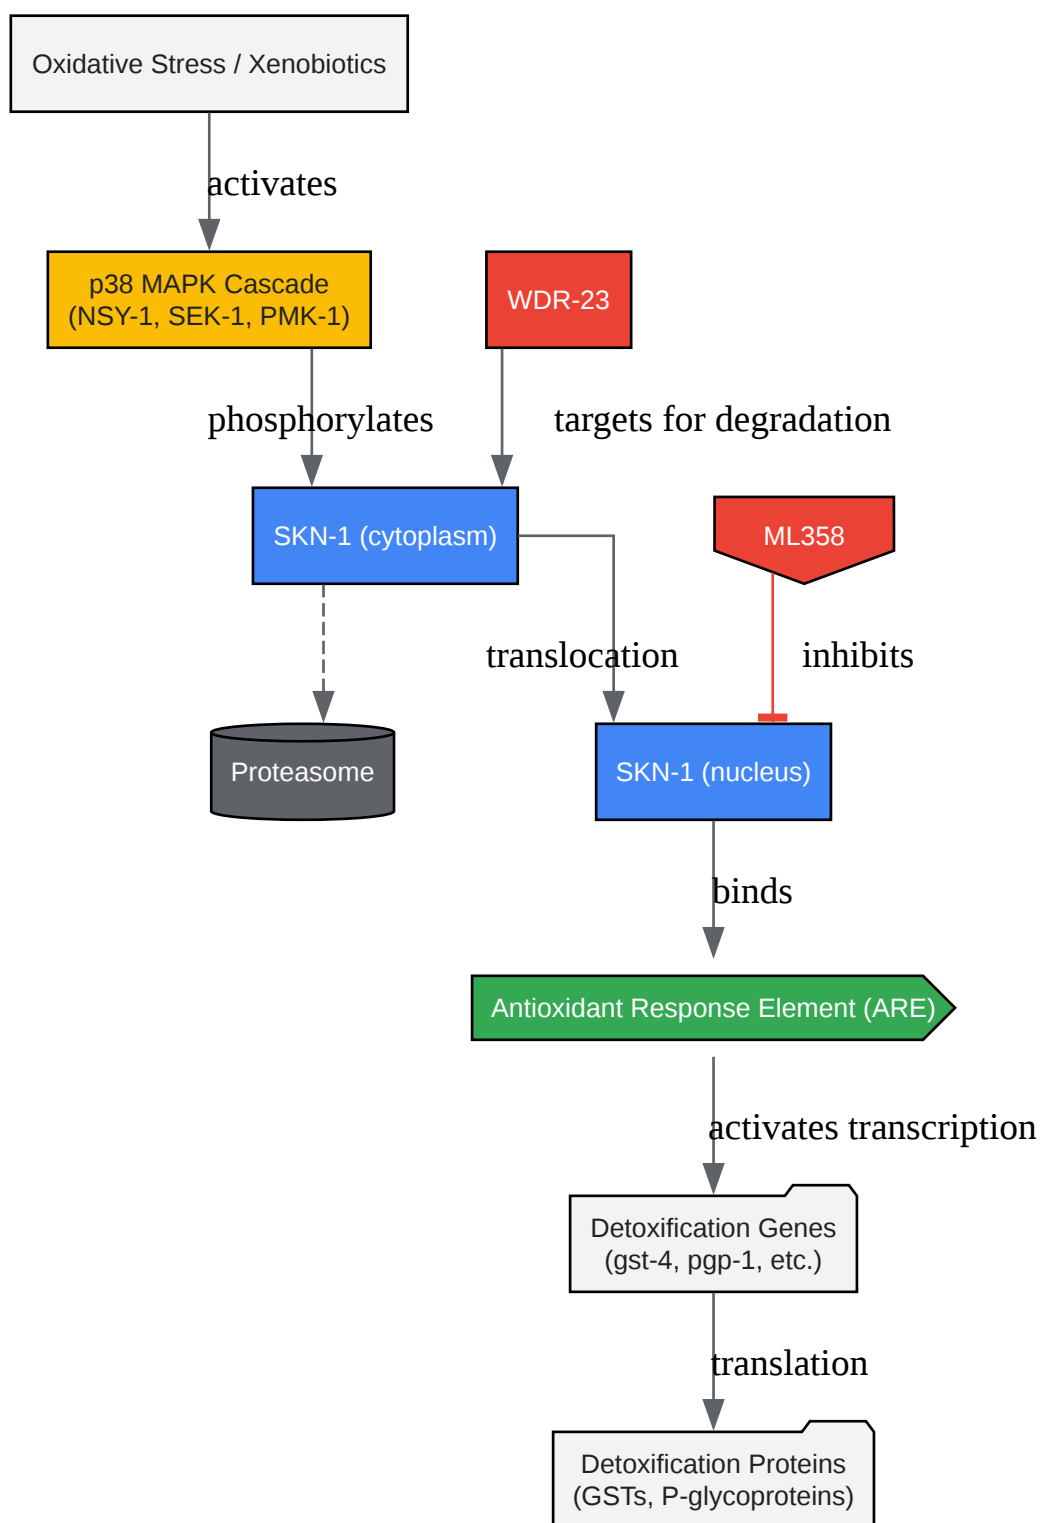 Oxidative Stress / Xenobiotics
activates
p38 MAPK Cascade
(NSY-1, SEK-1, PMK-1)
WDR-23
phosphorylates
targets for degradation
SKN-1 (cytoplasm)
ML358
translocation
inhibits
Proteasome
SKN-1 (nucleus)
binds
Antioxidant Response Element (ARE)
activates transcription
Detoxification Genes
(gst-4, pgp-1, etc.)
translation
Detoxification Proteins
(GSTs, P-glycoproteins)